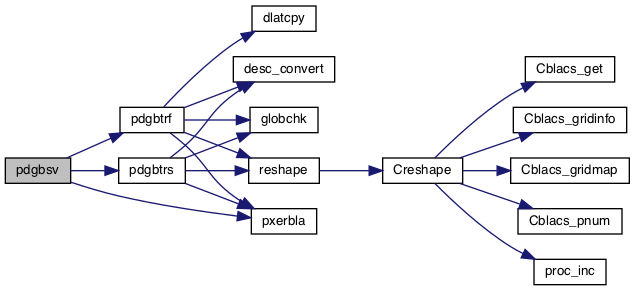 dlatcpy
desc_convert
Cblacs_get
pdgbtrf
globchk
Cblacs_gridinfo
pdgbsv
pdgbtrs
reshape
Creshape
Cblacs_gridmap
pxerbla
Cblacs_pnum
proc_inc